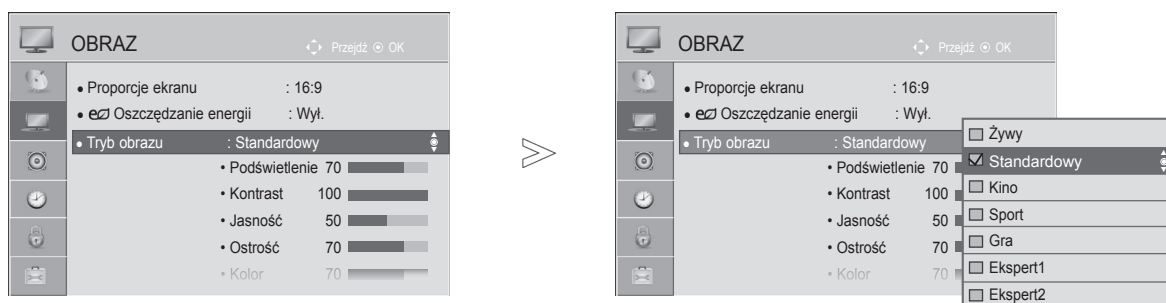 OBRAZ Przejdź OK
• Proporcje ekranu : 16:9
• eco Oszczędzanie energii : Wył.
• Tryb obrazu : Standardowy
• Podświetlenie 70
• Kontrast 100
• Jasność 50
• Ostrość 70
• Kolor 70
OBRAZ Przejdź OK
• Proporcje ekranu : 16:9
• eco Oszczędzanie energii : Wył.
• Tryb obrazu : Standardowy
• Podświetlenie 70
• Kontrast 100
• Jasność 50
• Ostrość 70
• Kolor 70
Żywy
Standardowy
Kino
Sport
Gra
Ekspert1
Ekspert2